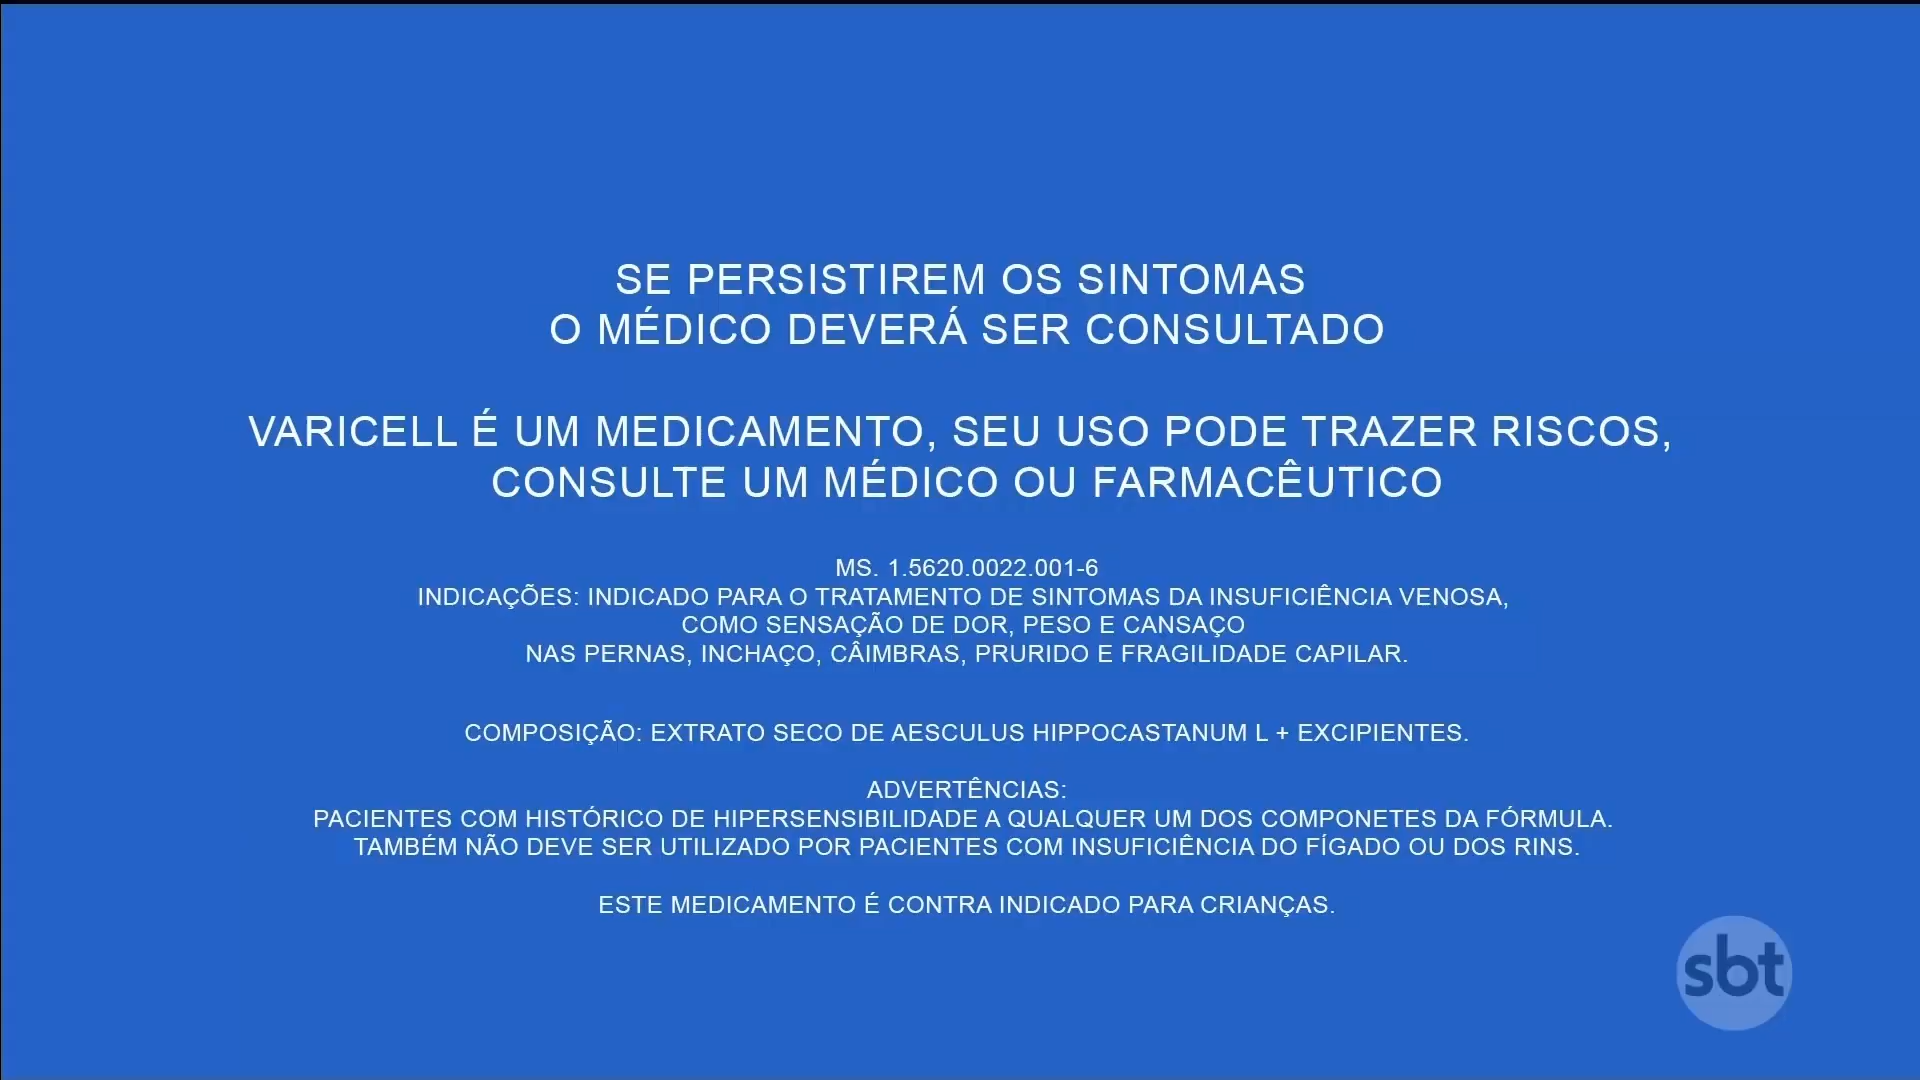 SE PERSISTIREM OS SINTOMAS
O MÉDICO DEVERÁ SER CONSULTADO
VARICELL É UM MEDICAMENTO, SEU USO PODE TRAZER RISCOS,
CONSULTE UM MÉDICO OU FARMACÊUTICO
MS. 1.5620.0022.001-6
INDICAÇÕES: INDICADO PARA O TRATAMENTO DE SINTOMAS DA INSUFICIÊNCIA VENOSA,
COMO SENSAÇÃO DE DOR, PESO E CANSAÇO
NAS PERNAS, INCHAÇO, CÂIMBRAS, PRURIDO E FRAGILIDADE CAPILAR.
COMPOSIÇÃO: EXTRATO SECO DE AESCULUS HIPPOCASTANUM L + EXCIPIENTES.
ADVERTÊNCIAS:
PACIENTES COM HISTÓRICO DE HIPERSENSIBILIDADE A QUALQUER UM DOS COMPONETES DA FÓRMULA.
TAMBÉM NÃO DEVE SER UTILIZADO POR PACIENTES COM INSUFICIÊNCIA DO FÍGADO OU DOS RINS.
ESTE MEDICAMENTO É CONTRA INDICADO PARA CRIANÇAS.
sbt